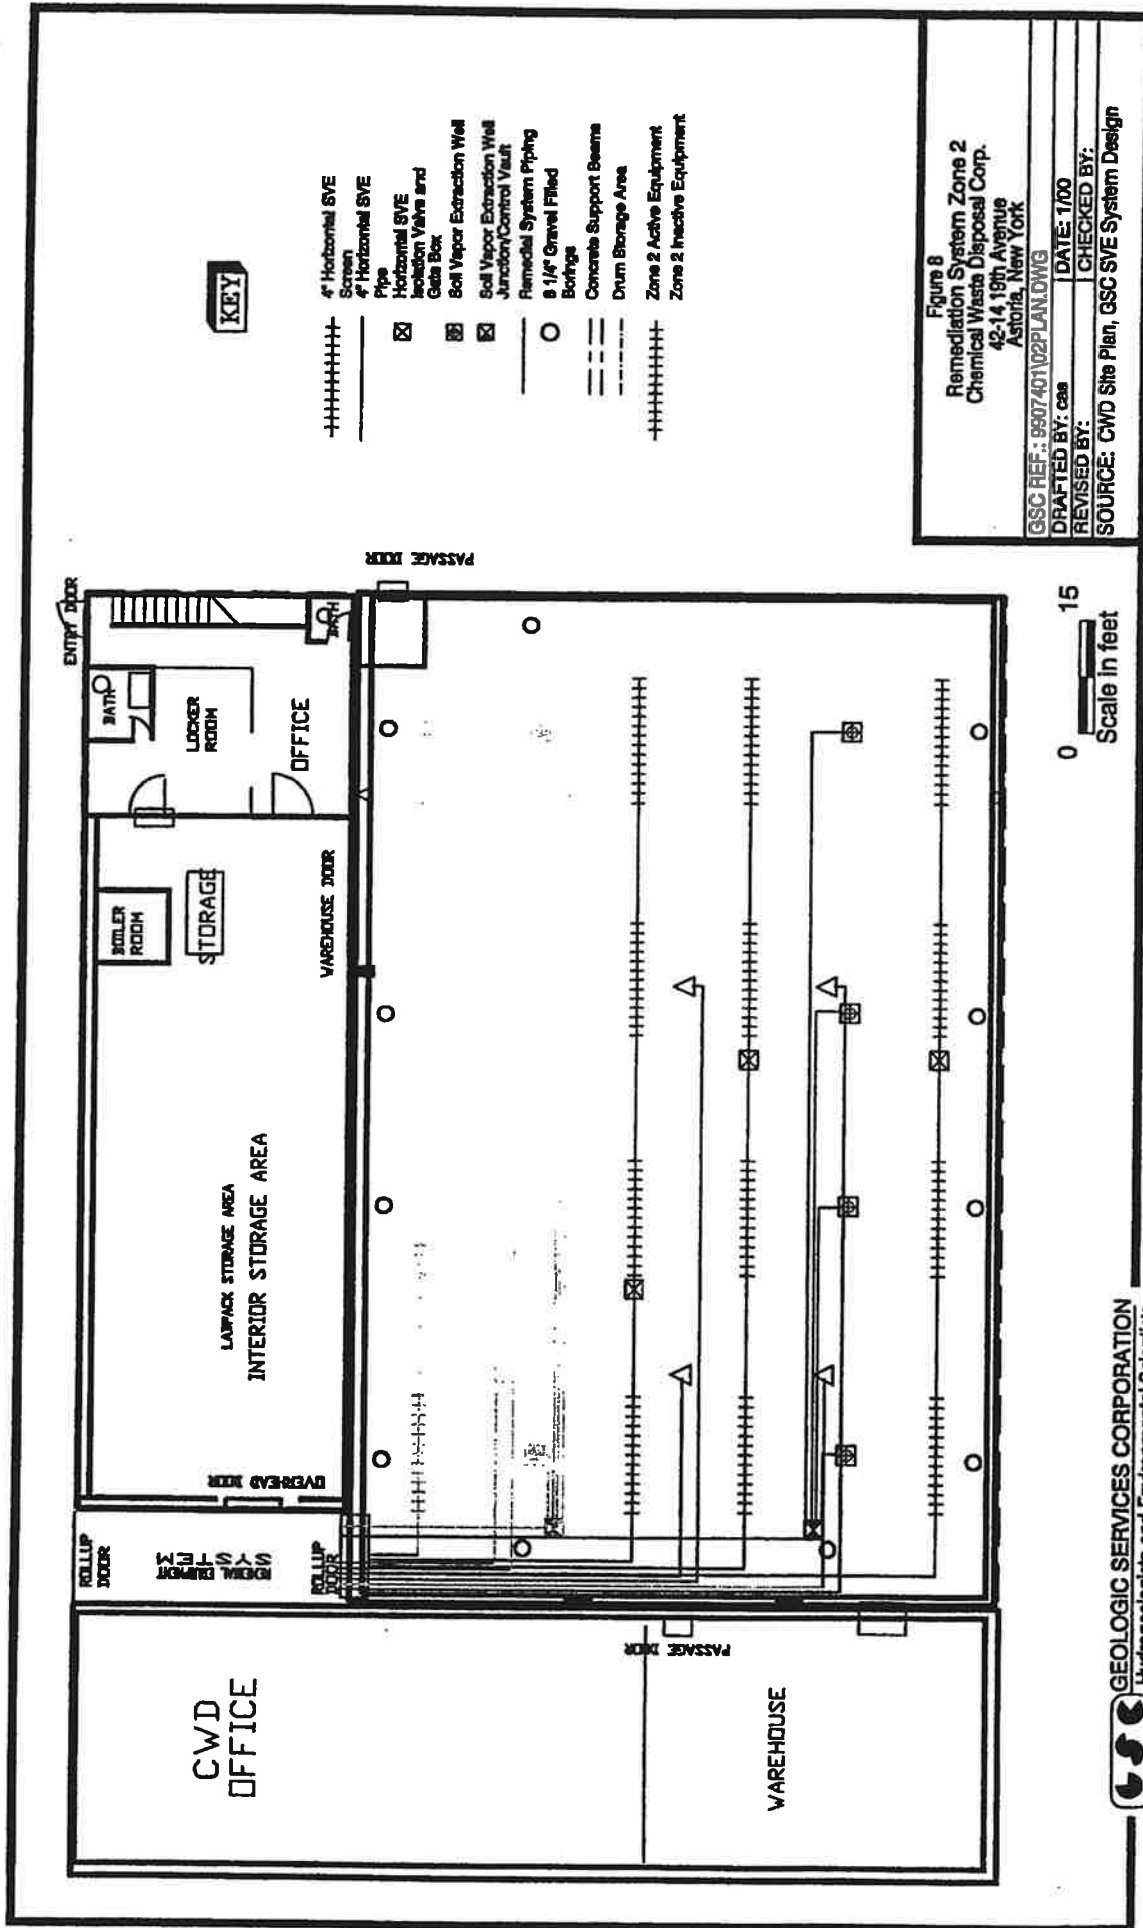 KEY
4" Horizontal SVE
Screen
4" Horizontal SVE
Pipe
Horizontal SVE
Isolation Valve and
Gate Box
Soil Vapor Extraction Well
Soil Vapor Extraction Well
Junction/Control Vault
Remedial System Piping
8 1/4" Gravel Filled
Borings
Concrete Support Beams
Drum Storage Area
Zone 2 Active Equipment
Zone 2 Inactive Equipment
ENTRY DOOR
BATH
LOCKER
ROOM
OFFICE
BATH
PASSAGE DOOR
BOILER
ROOM
STORAGE
WAREHOUSE DOOR
LABPACK STORAGE AREA
INTERIOR STORAGE AREA
OVERHEAD DOOR
ROLLUP
DOOR
REMEDIAL EQUIPMENT
SYSTEM
ROLLUP
DOOR
CWD
OFFICE
PASSAGE DOOR
WAREHOUSE
0 15
Scale in feet
Figure 8
Remediation System Zone 2
Chemical Waste Disposal Corp.
42-14 19th Avenue
Astoria, New York
GSC REF.: 9907401\02PLAN.DWG
DRAFTED BY: cas
DATE: 1/00
REVISED BY:
CHECKED BY:
SOURCE: CWD Site Plan, GSC SVE System Design
GSC
GEOLOGIC SERVICES CORPORATION